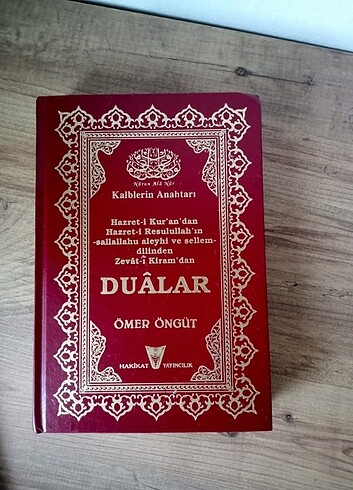 Nûrun Alâ Nûr
Kalblerin Anahtarı
Hazret-i Kur'an'dan
Hazret-i Resulullah'ın
-sallallahu aleyhi ve sellem-
dilinden
Zevât-ı Kiram'dan
DUÂLAR
ÖMER ÖNGÜT
HAKİKAT YAYINCILIK